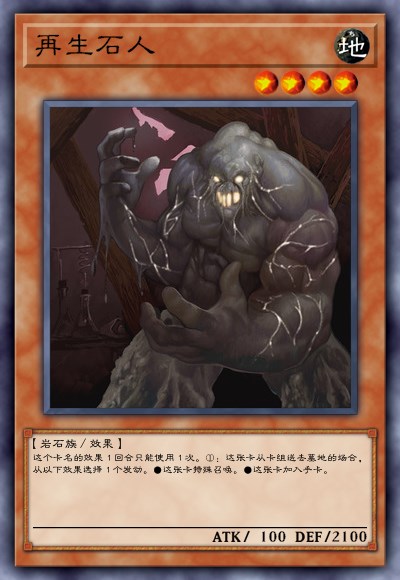 再生石人
地
【岩石族/效果】
这个卡名的效果1回合只能使用1次。①:这张卡从卡组送去墓地的场合,
从以下效果选择1个发动。●这张卡特殊召唤。●这张卡加入手卡。
ATK/ 100 DEF/2100